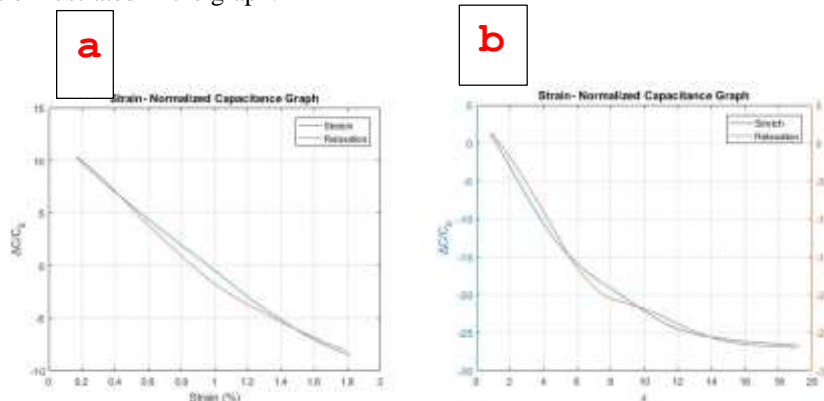 a
b
Strain- Normalized Capacitance Graph
Stretch
Relaxation
15
10
5
0
-5
-10
ΔC/C₀
0 0.2 0.4 0.6 0.8 1 1.2 1.4 1.6 1.8 2
Strain (%)
Strain- Normalized Capacitance Graph
Stretch
Relaxation
5
0
-5
-10
-15
-20
-25
-30
ΔC/C₀
0 2 4 6 8 10 12 14 16 18 20